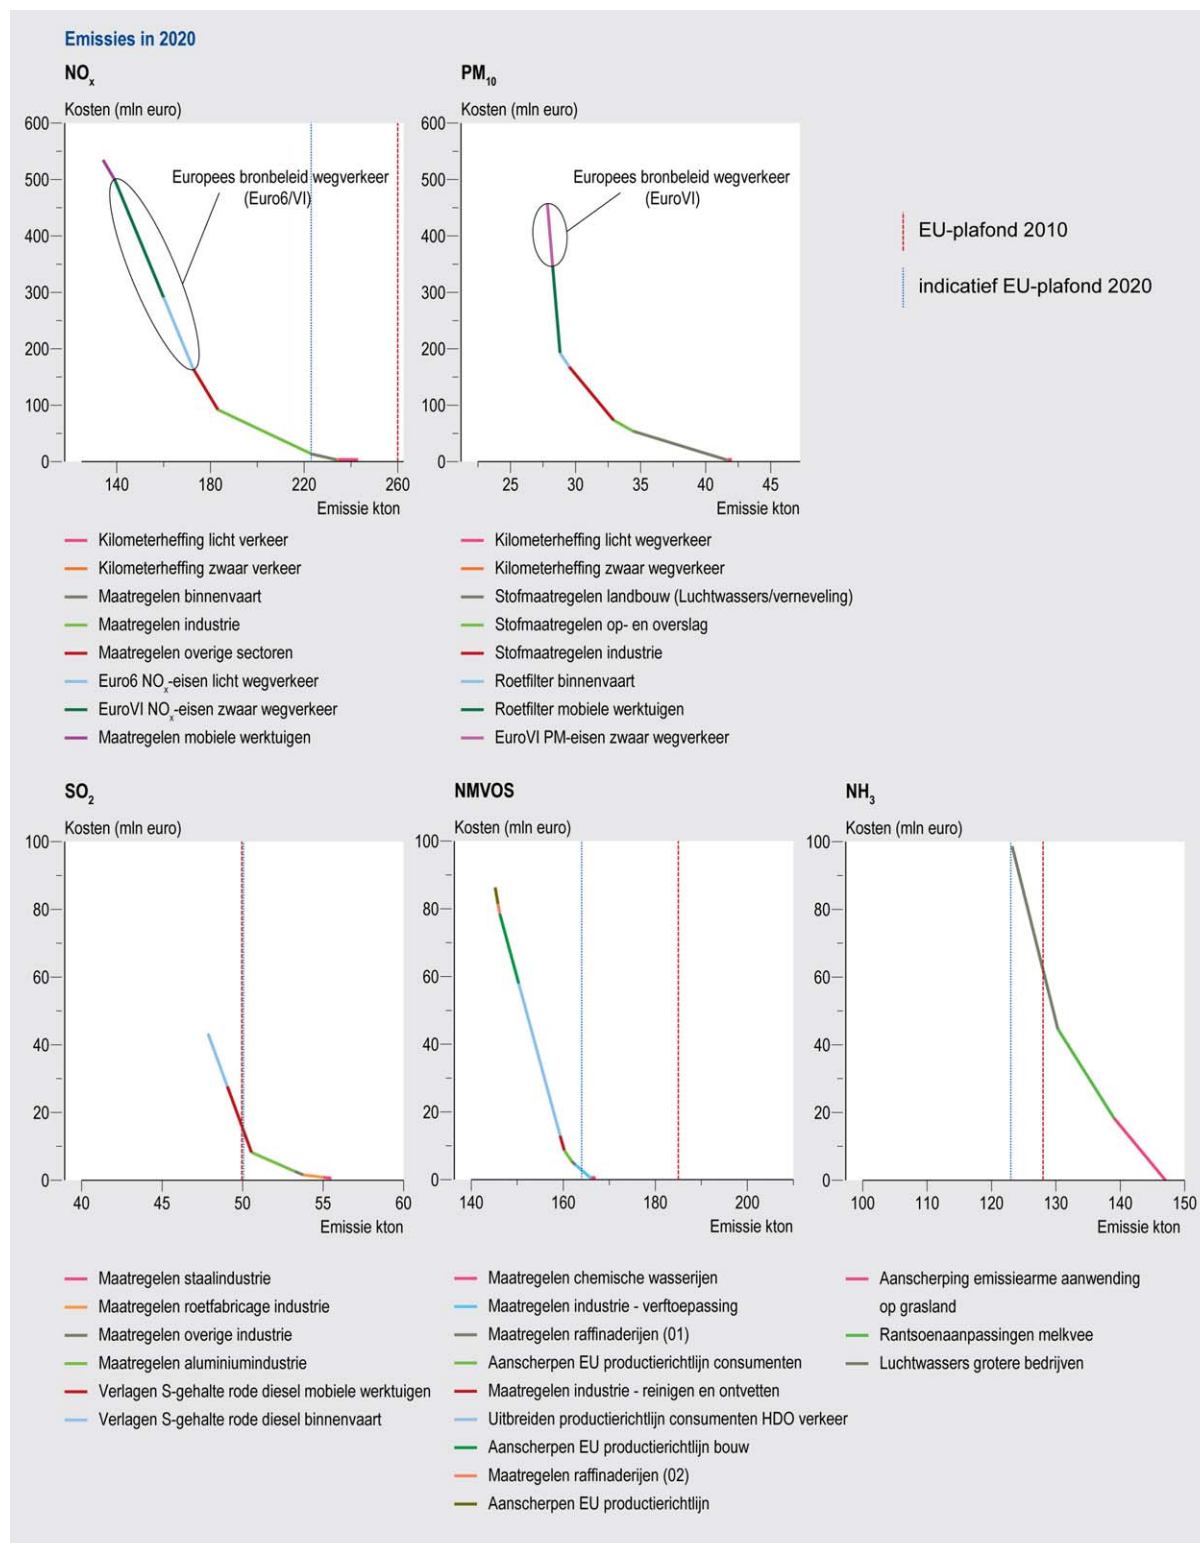 Emissies in 2020
NOx
Kosten (mln euro)
600
500
400
300
200
100
0
140
180
220
260
Emissie kton
Europees bronbeleid wegverkeer
(Euro6/VI)
Kilometerheffing licht verkeer
Kilometerheffing zwaar verkeer
Maatregelen binnenvaart
Maatregelen industrie
Maatregelen overige sectoren
Euro6 NOx-eisen licht wegverkeer
EuroVI NOx-eisen zwaar wegverkeer
Maatregelen mobiele werktuigen
PM10
Kosten (mln euro)
600
500
400
300
200
100
0
25
30
35
40
45
Emissie kton
Europees bronbeleid wegverkeer
(EuroVI)
Kilometerheffing licht wegverkeer
Kilometerheffing zwaar wegverkeer
Stofmaatregelen landbouw (Luchtwassers/verneveling)
Stofmaatregelen op- en overslag
Stofmaatregelen industrie
Roetfilter binnenvaart
Roetfilter mobiele werktuigen
EuroVI PM-eisen zwaar wegverkeer
EU-plafond 2010
indicatief EU-plafond 2020
SO2
Kosten (mln euro)
100
80
60
40
20
0
40
45
50
55
60
Emissie kton
Maatregelen staalindustrie
Maatregelen roetfabricage industrie
Maatregelen overige industrie
Maatregelen aluminiumindustrie
Verlagen S-gehalte rode diesel mobiele werktuigen
Verlagen S-gehalte rode diesel binnenvaart
NMVOS
Kosten (mln euro)
100
80
60
40
20
0
140
160
180
200
Emissie kton
Maatregelen chemische wasserijen
Maatregelen industrie - verftoepassing
Maatregelen raffinaderijen (01)
Aanscherpen EU productierichtlijn consumenten
Maatregelen industrie - reinigen en ontvetten
Uitbreiden productierichtlijn consumenten HDO verkeer
Aanscherpen EU productierichtlijn bouw
Maatregelen raffinaderijen (02)
Aanscherpen EU productierichtlijn
NH3
Kosten (mln euro)
100
80
60
40
20
0
100
110
120
130
140
150
Emissie kton
Aanscherping emissiearme aanwending
op grasland
Rantsoenaanpassingen melkvee
Luchtwassers grotere bedrijven